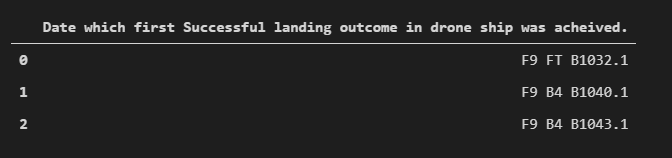 Date which first Successful landing outcome in drone ship was acheived.
0 F9 FT B1032.1
1 F9 B4 B1040.1
2 F9 B4 B1043.1